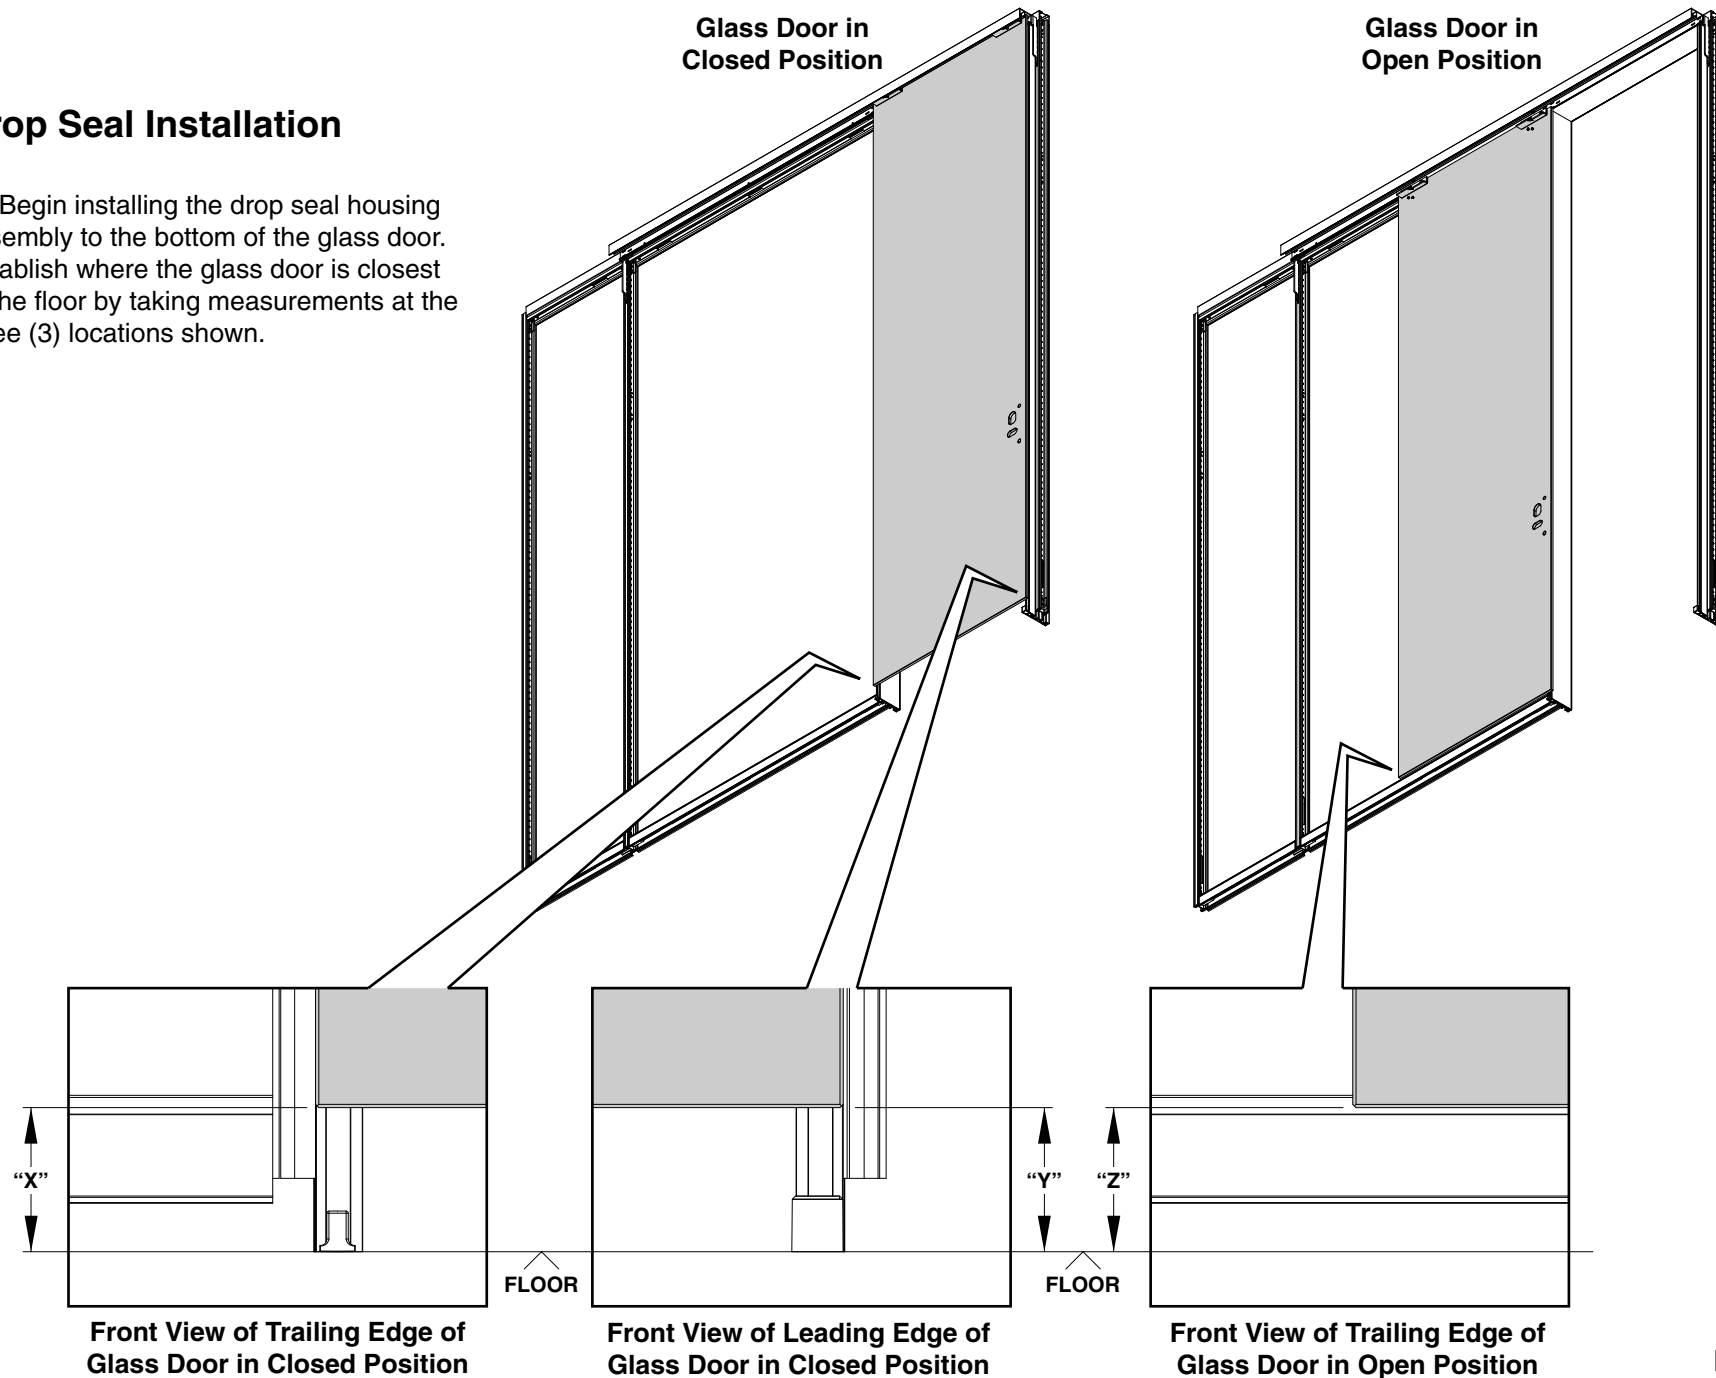 Glass Door in
Closed Position
Glass Door in
Open Position
rop Seal Installation
Begin installing the drop seal housing
sembly to the bottom of the glass door.
ablish where the glass door is closest
he floor by taking measurements at the
ee (3) locations shown.
“X”
“Y”
“Z”
FLOOR
FLOOR
Front View of Trailing Edge of
Glass Door in Closed Position
Front View of Leading Edge of
Glass Door in Closed Position
Front View of Trailing Edge of
Glass Door in Open Position